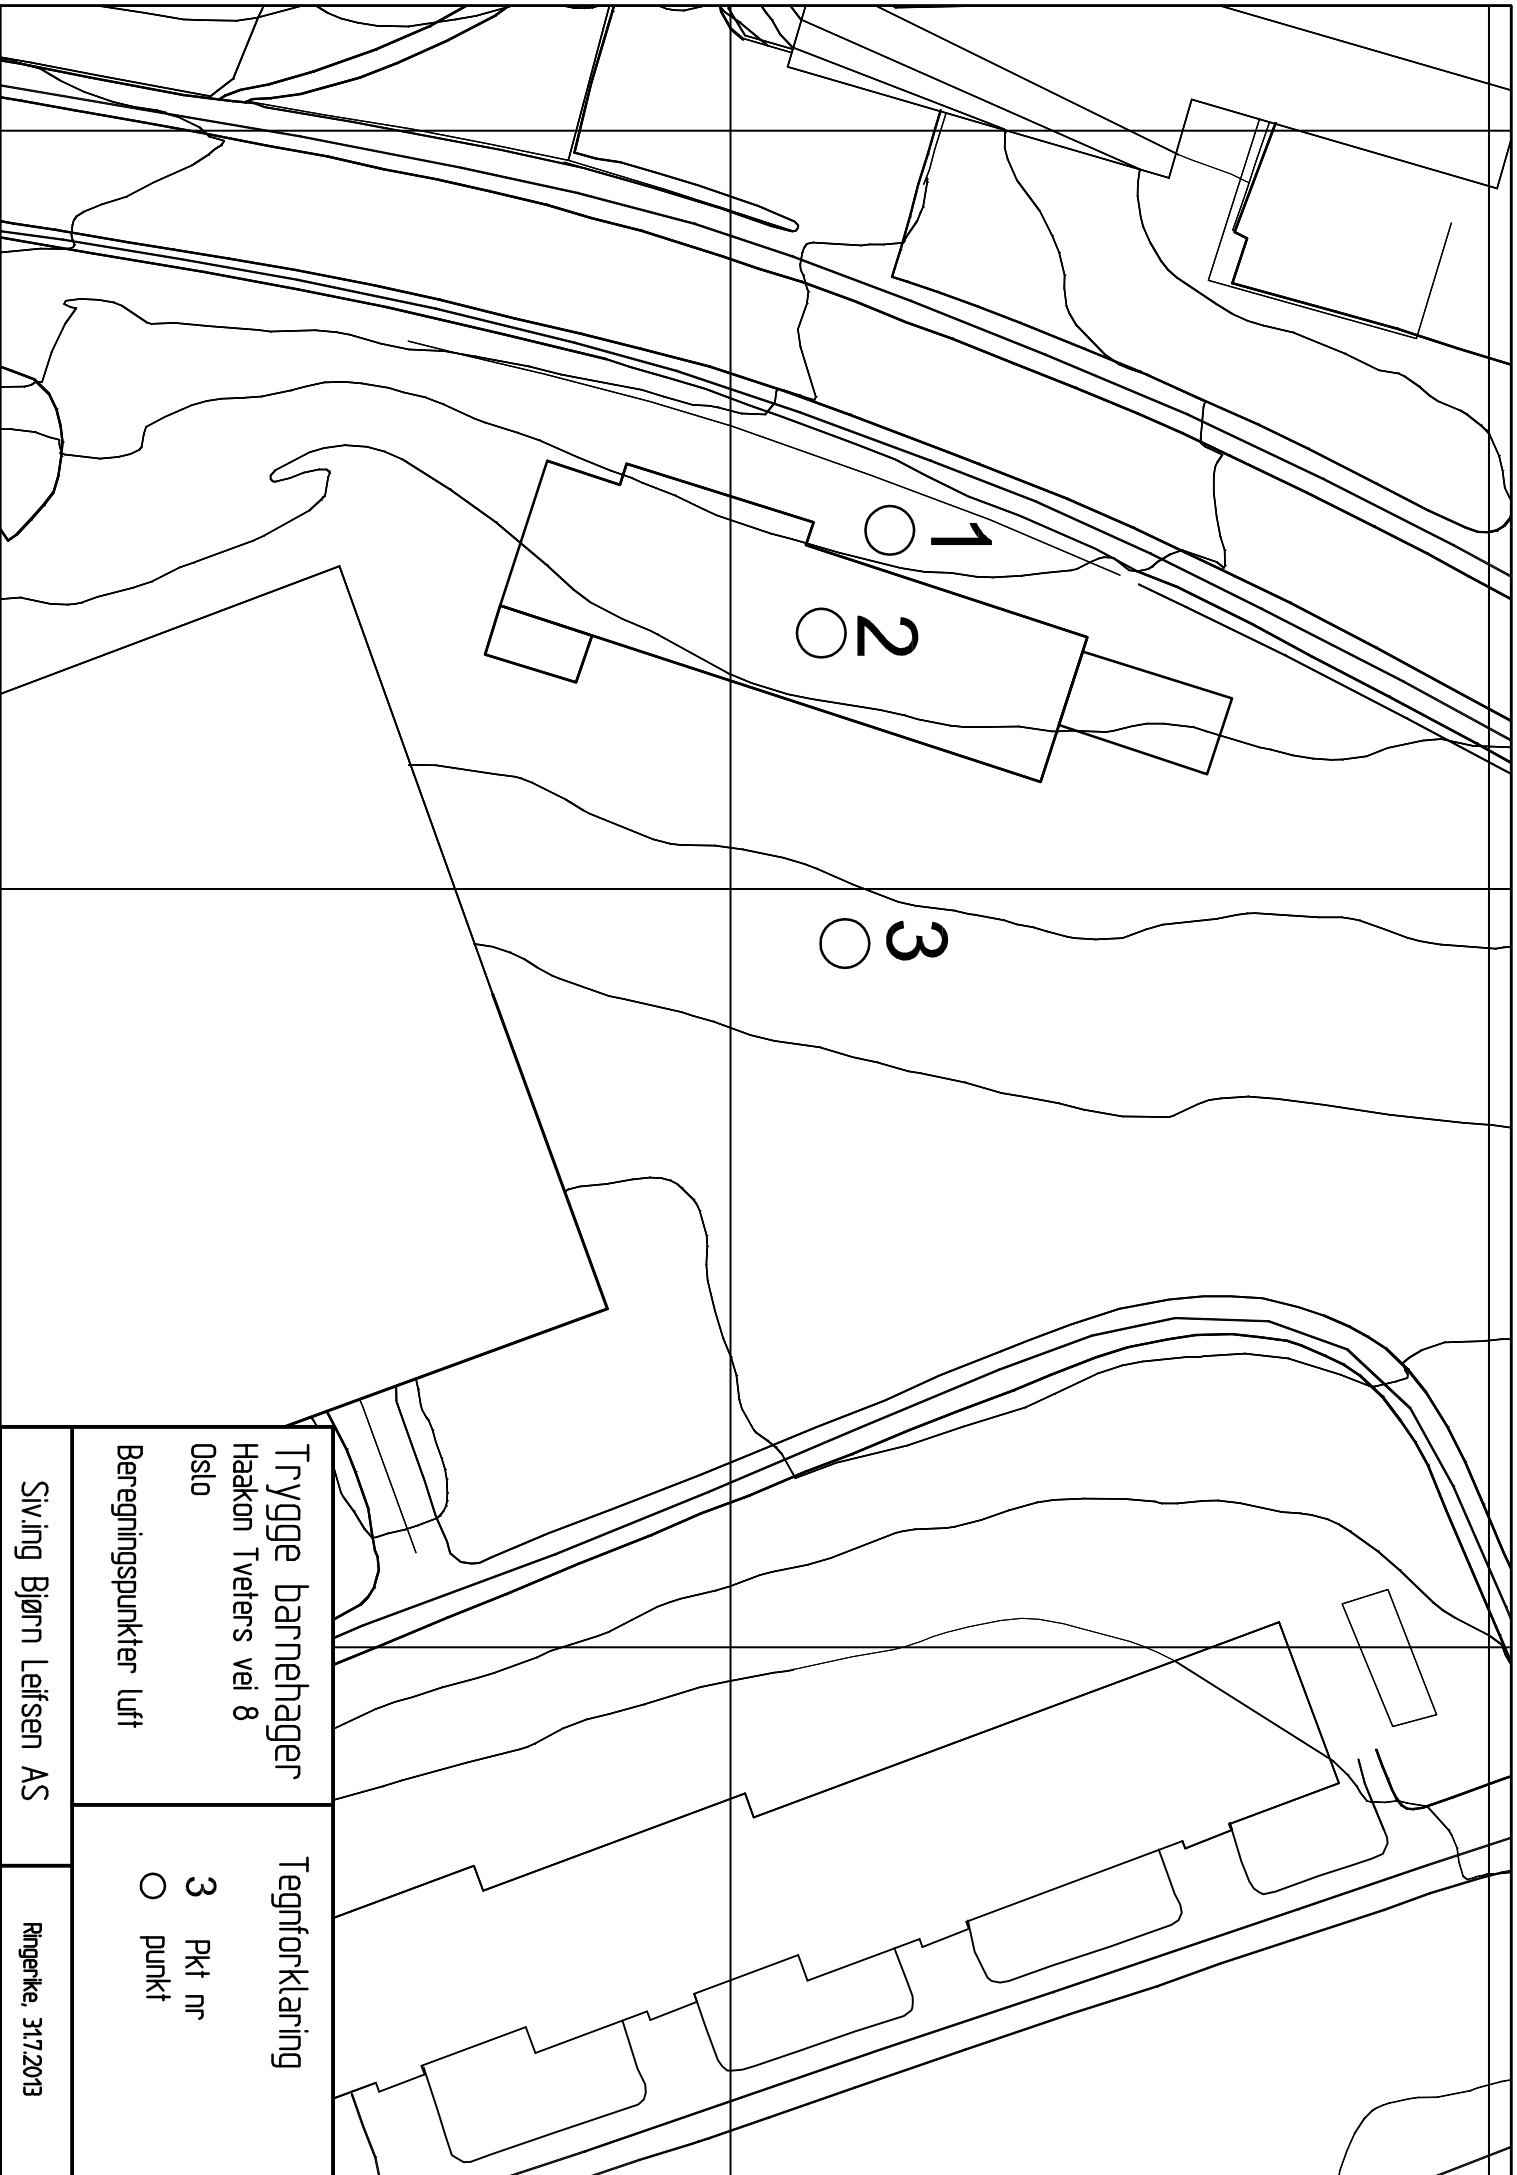 1
2
3
Trygge barnehager
Haakon Tveters vei 8
Oslo
Beregningspunkter luft
Tegnforklaring
3 Pkt nr
punkt
Siv.ing Bjørn Leifsen AS
Ringerike, 31.7.2013